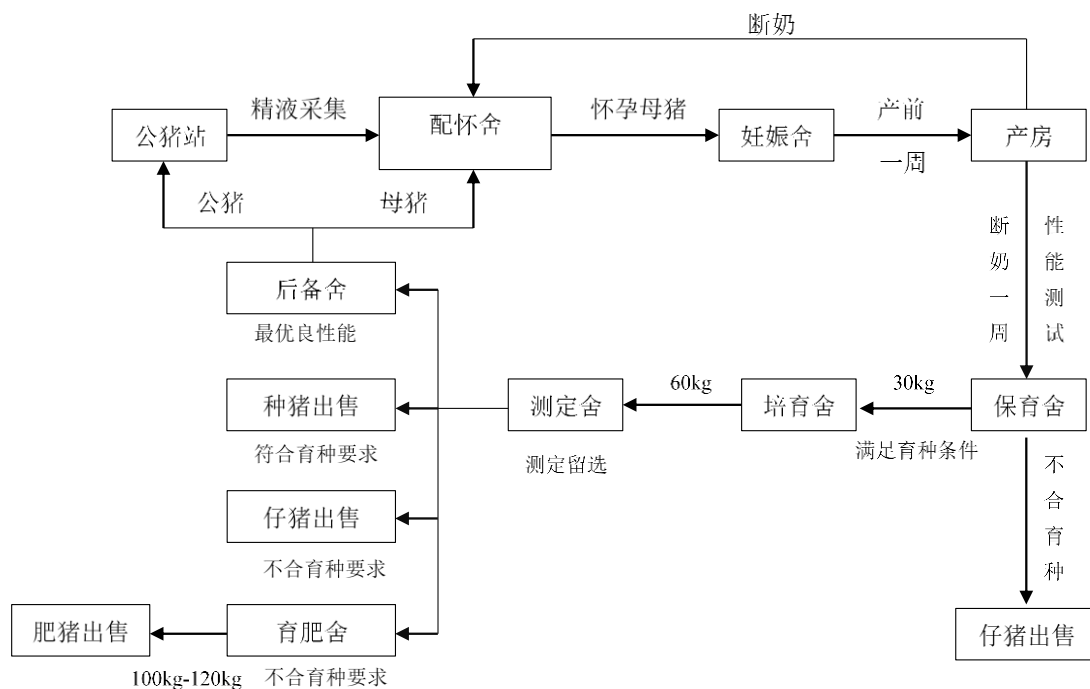 断奶
精液采集
怀孕母猪
产前
公猪站
配怀舍
妊娠舍
产房
一周
公猪
母猪
断奶一周
性能测试
后备舍
最优良性能
60kg
30kg
种猪出售
测定舍
培育舍
保育舍
符合育种要求
测定留选
满足育种条件
不合育种
仔猪出售
不合育种要求
肥猪出售
育肥舍
仔猪出售
100kg-120kg
不合育种要求